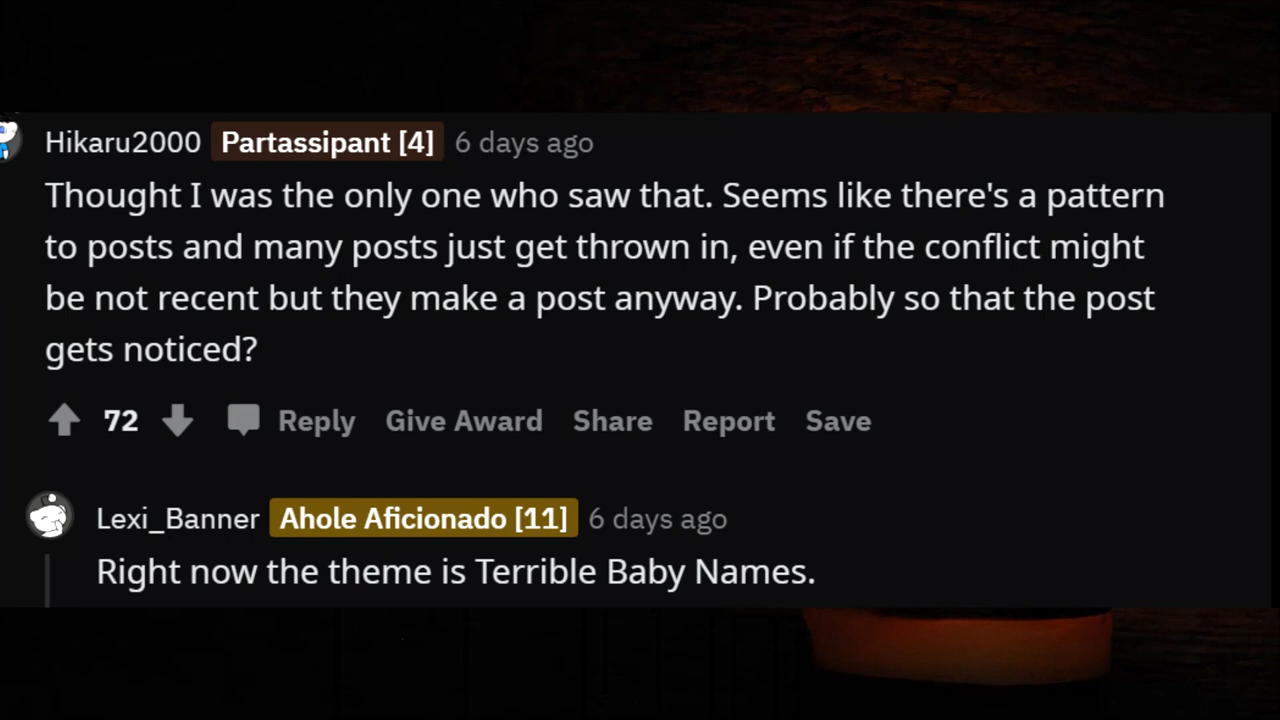 Hikaru2000 Partassipant [4] 6 days ago
Thought I was the only one who saw that. Seems like there's a pattern
to posts and many posts just get thrown in, even if the conflict might
be not recent but they make a post anyway. Probably so that the post
gets noticed?
72 Reply Give Award Share Report Save
Lexi_Banner Ahole Aficionado [11] 6 days ago
Right now the theme is Terrible Baby Names.